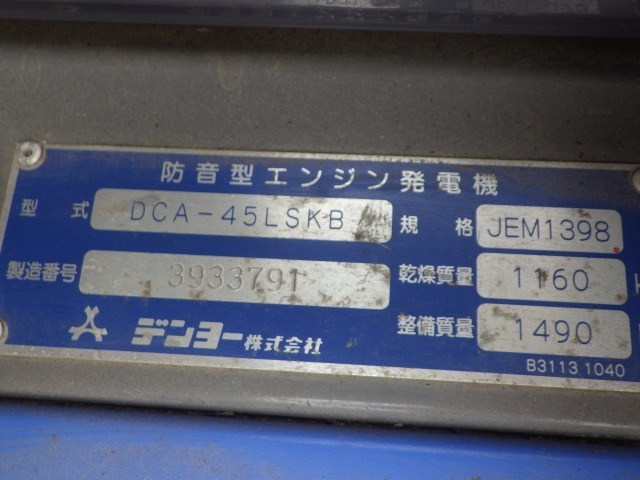 防音型エンジン発電機
型式 DCA-45LSKB 規格 JEM1398
製造番号 3933791 乾燥質量 1160
デンヨー株式会社 整備質量 1490
B3113 1040